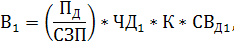 В₁ = (П_Д / СЗП) * ЧД₁ * К * СВ_Д1,